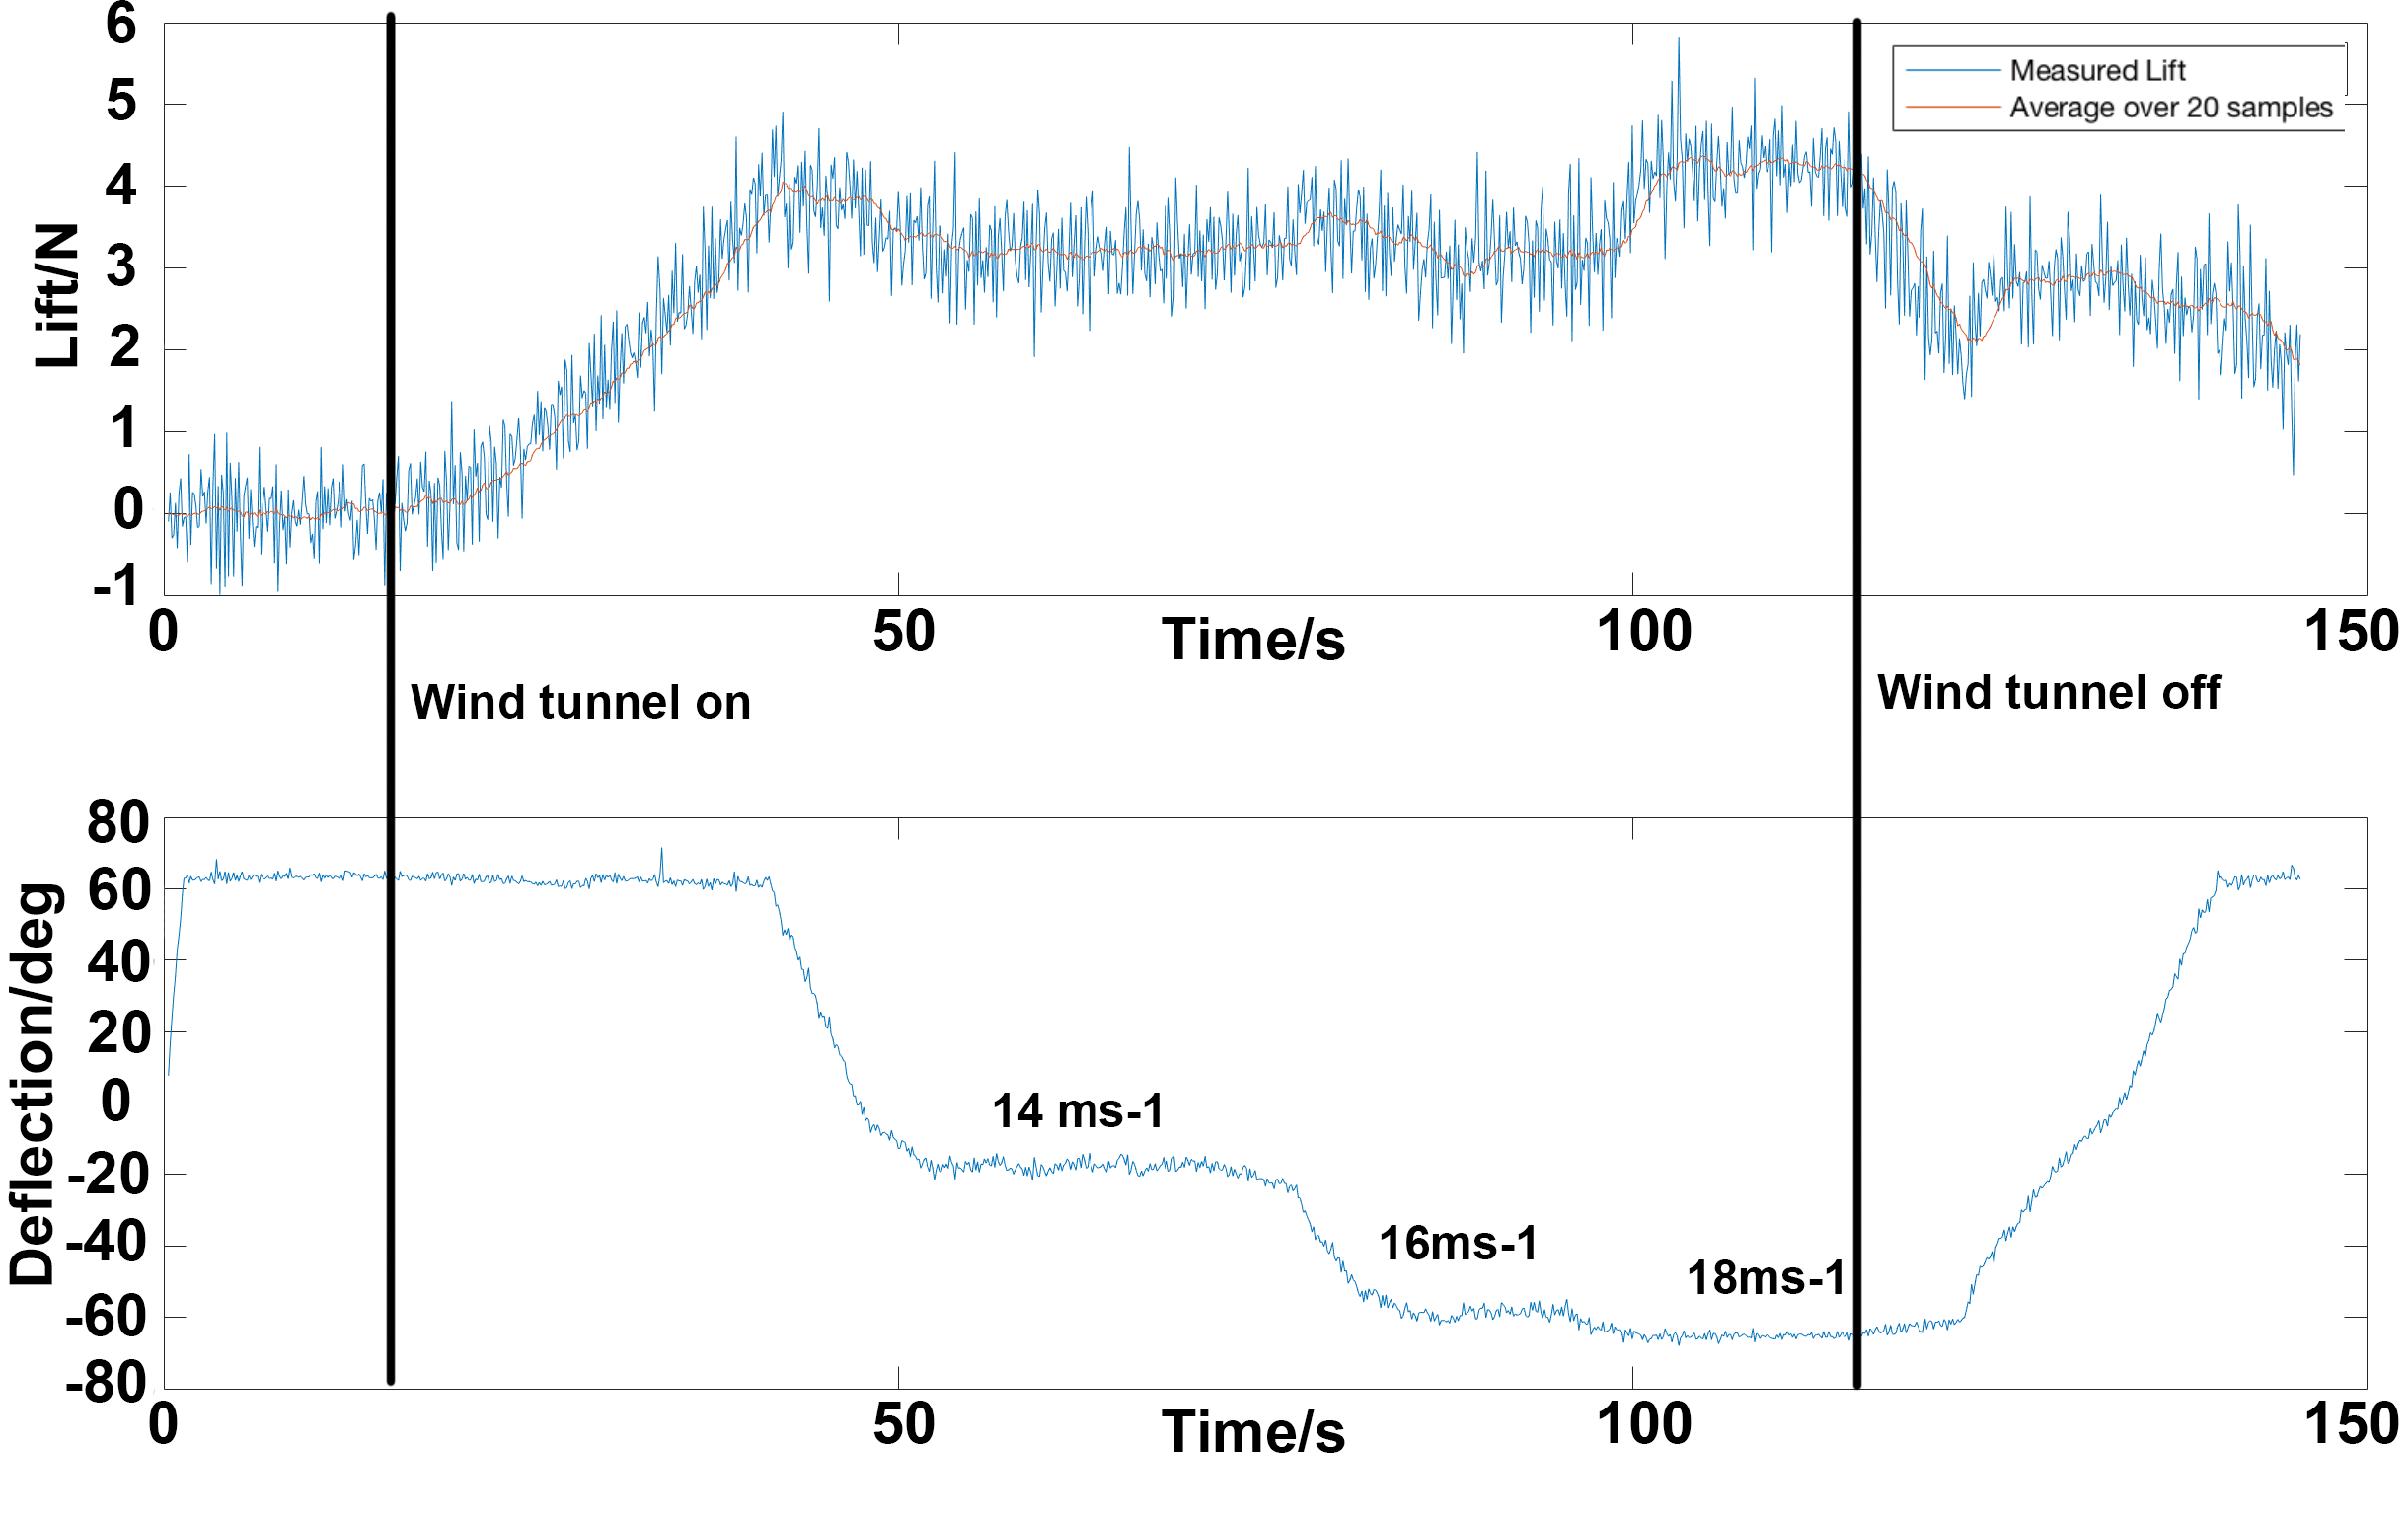 6
5
4
3
2
1
0
-1
Lift/N
Measured Lift
Average over 20 samples
0 50 100 150
Time/s
Wind tunnel on
Wind tunnel off
80
60
40
20
0
-20
-40
-60
-80
Deflection/deg
14 ms-1
16ms-1
18ms-1
0 50 100 150
Time/s